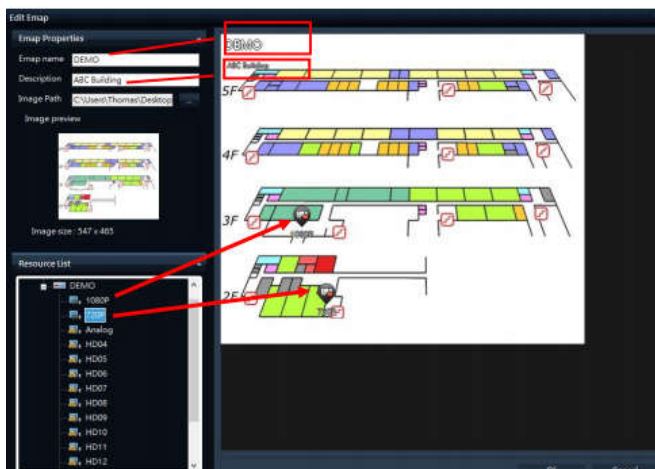 Edit Emap
Emap Properties
Emap name DEMO
Description ABC Building
Image Path C:\Users\Thomas\Desktop ...
Image preview
Image size : 547 x 465
Resource List
DEMO
1080P
720P
Analog
HD04
HD05
HD06
HD07
HD08
HD09
HD10
HD11
HD12
DEMO
ABC Building
5F
4F
3F
1080P
2F